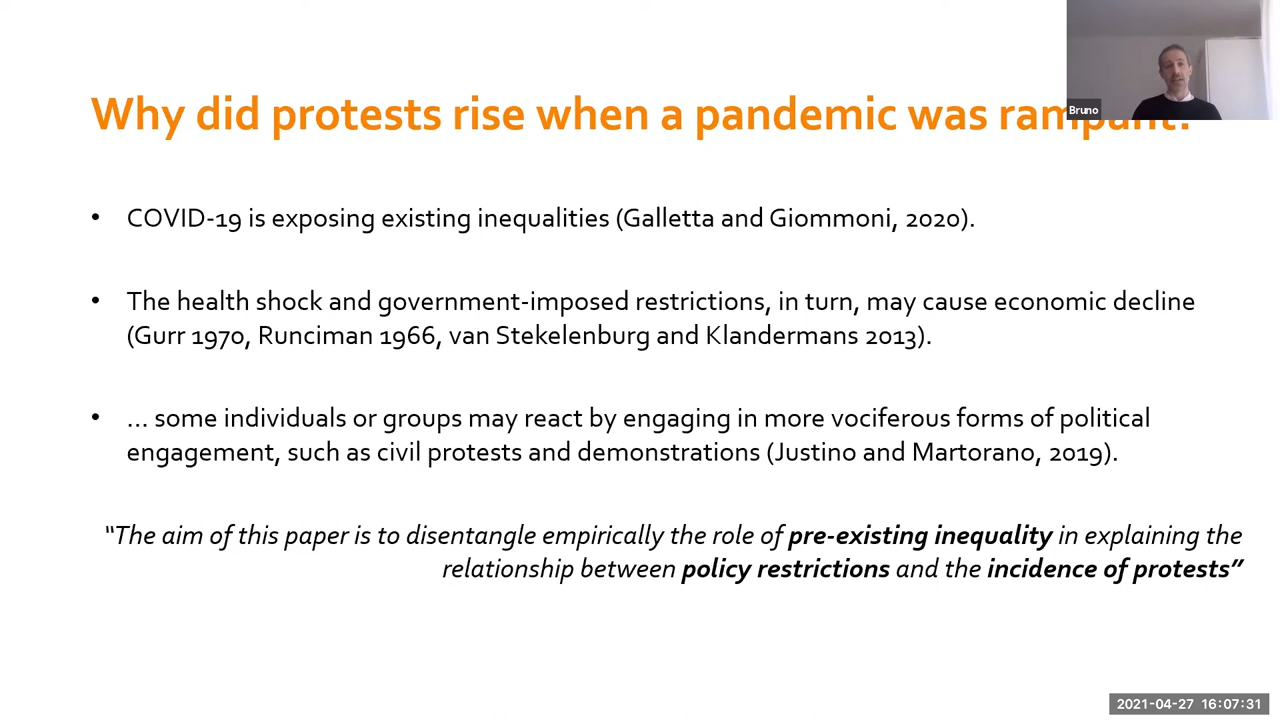 Why did protests rise when a pandemic was rampant?
Bruno
• COVID-19 is exposing existing inequalities (Galletta and Giommoni, 2020).
• The health shock and government-imposed restrictions, in turn, may cause economic decline
(Gurr 1970, Runciman 1966, van Stekelenburg and Klandermans 2013).
• ... some individuals or groups may react by engaging in more vociferous forms of political
engagement, such as civil protests and demonstrations (Justino and Martorano, 2019).
“The aim of this paper is to disentangle empirically the role of pre-existing inequality in explaining the
relationship between policy restrictions and the incidence of protests”
2021-04-27 16:07:31